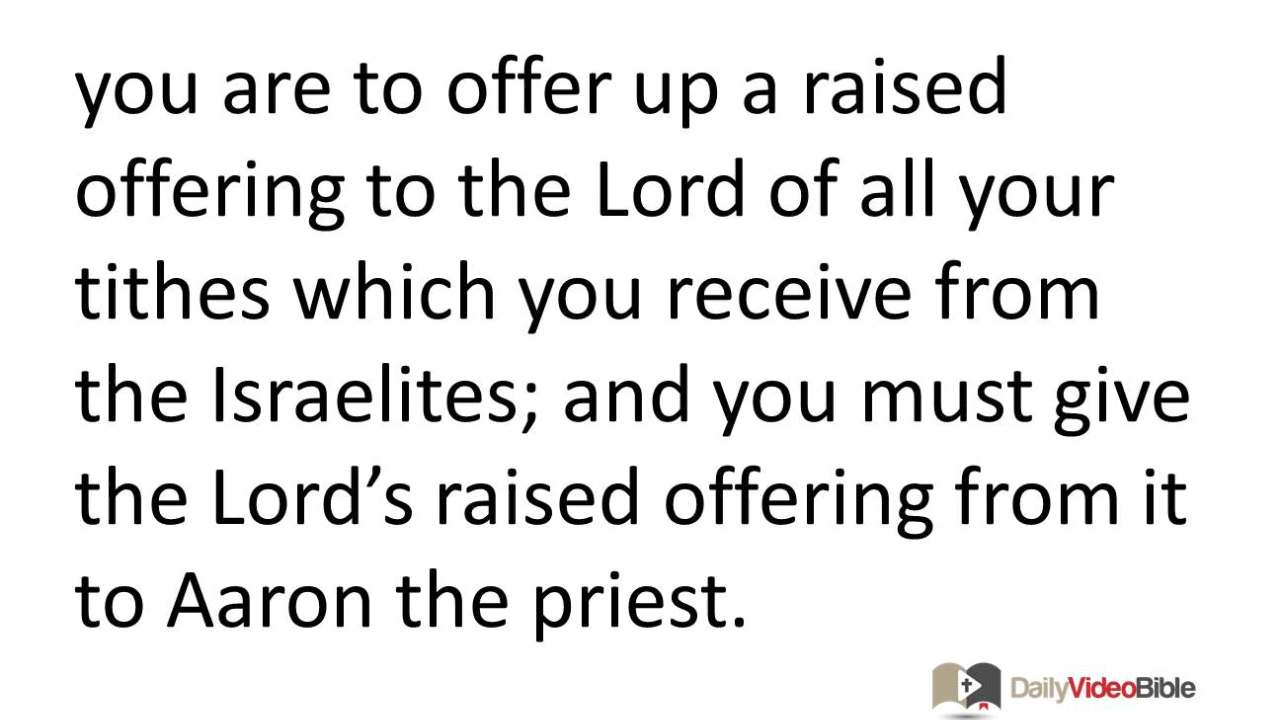 you are to offer up a raised
offering to the Lord of all your
tithes which you receive from
the Israelites; and you must give
the Lord’s raised offering from it
to Aaron the priest.
DailyVideoBible